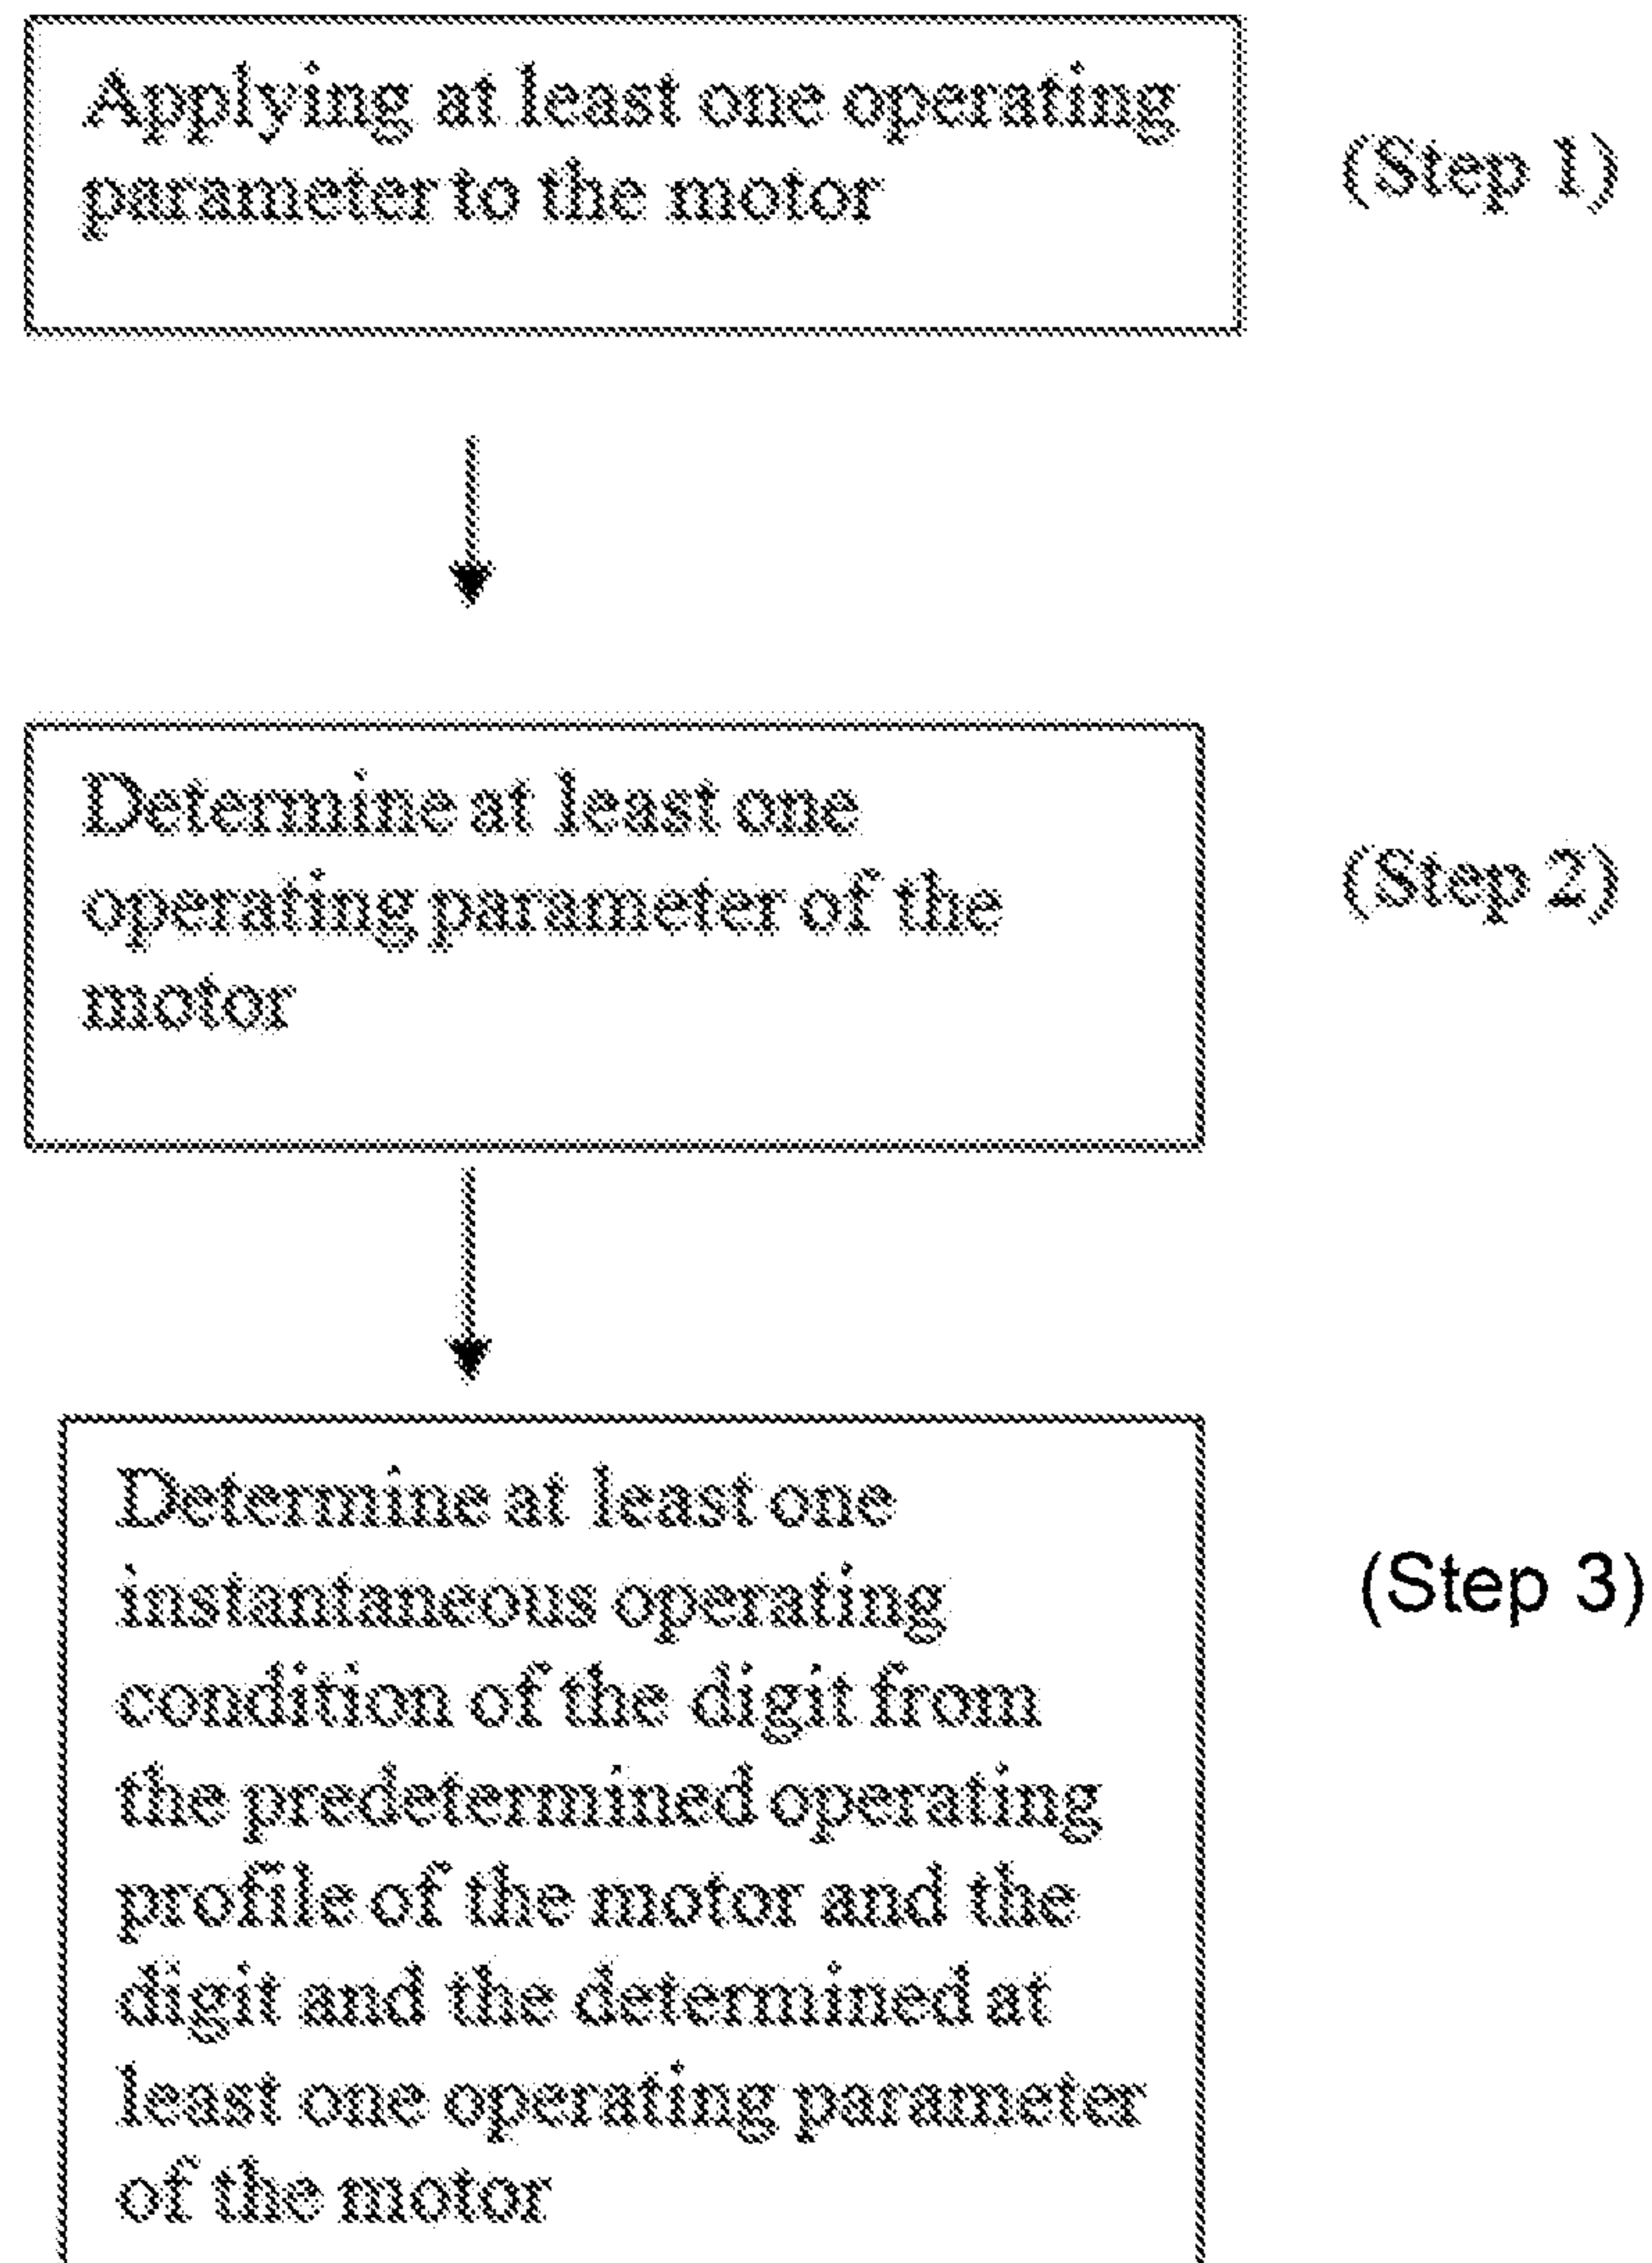 Applying at least one operating
parameter to the motor
(Step 1)
Determine at least one
operating parameter of the
motor
(Step 2)
Determine at least one
instantaneous operating
condition of the digit from
the predetermined operating
profile of the motor and the
digit and the determined at
least one operating parameter
of the motor
(Step 3)